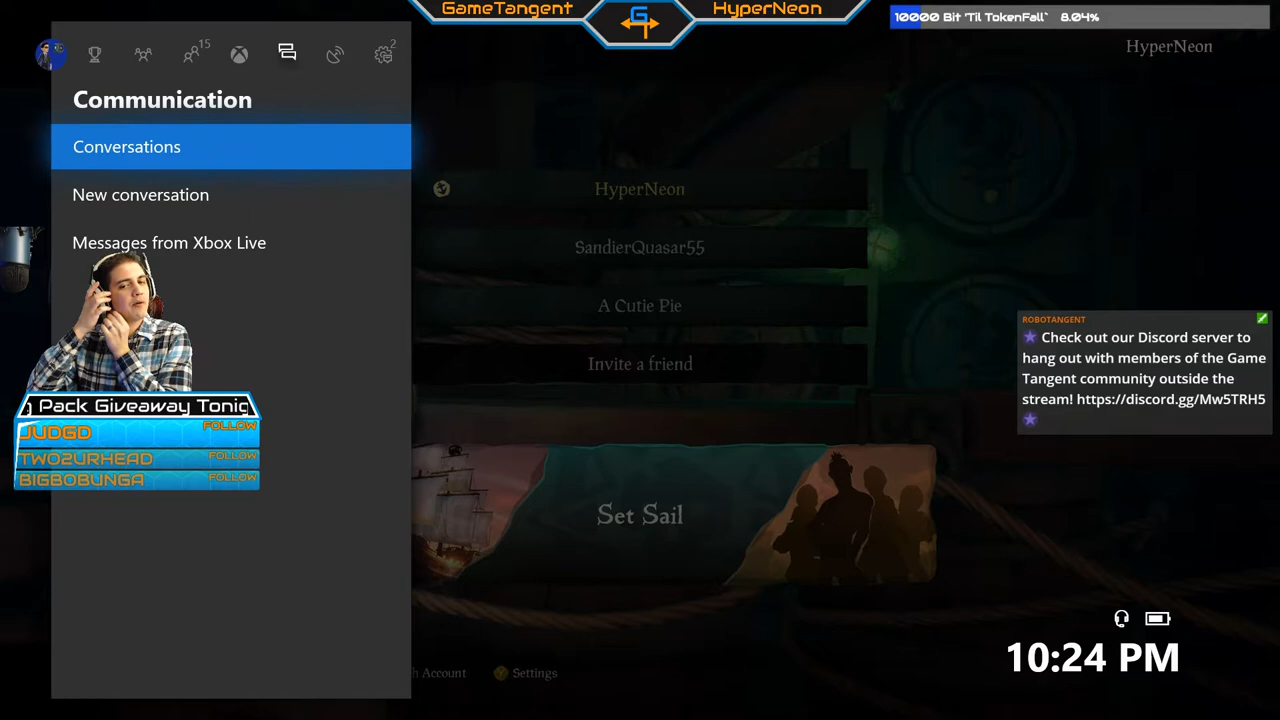 GameTangent
HyperNeon
10000 Bit 'Til TokenFall` 8.04%
HyperNeon
15
2
Communication
Conversations
New conversation
Messages from Xbox Live
HyperNeon
SandierQuasar55
A Cutie Pie
Invite a friend
Set Sail
ROBOTANGENT
Check out our Discord server to
hang out with members of the Game
Tangent community outside the
stream! https://discord.gg/Mw5TRH5
Pack Giveaway Tonig
JUDGD FOLLOW
TWO2URHEAD FOLLOW
BIGBOBUNGA FOLLOW
Account
Y Settings
10:24 PM